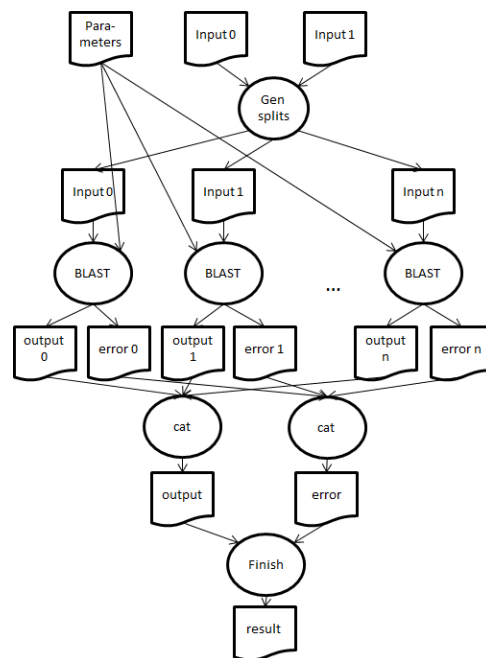 Para-
meters
Input 0
Input 1
Gen
splits
Input 0
Input 1
Input n
BLAST
BLAST
...
BLAST
output
0
error 0
output
1
error 1
output
n
error n
cat
cat
output
error
Finish
result